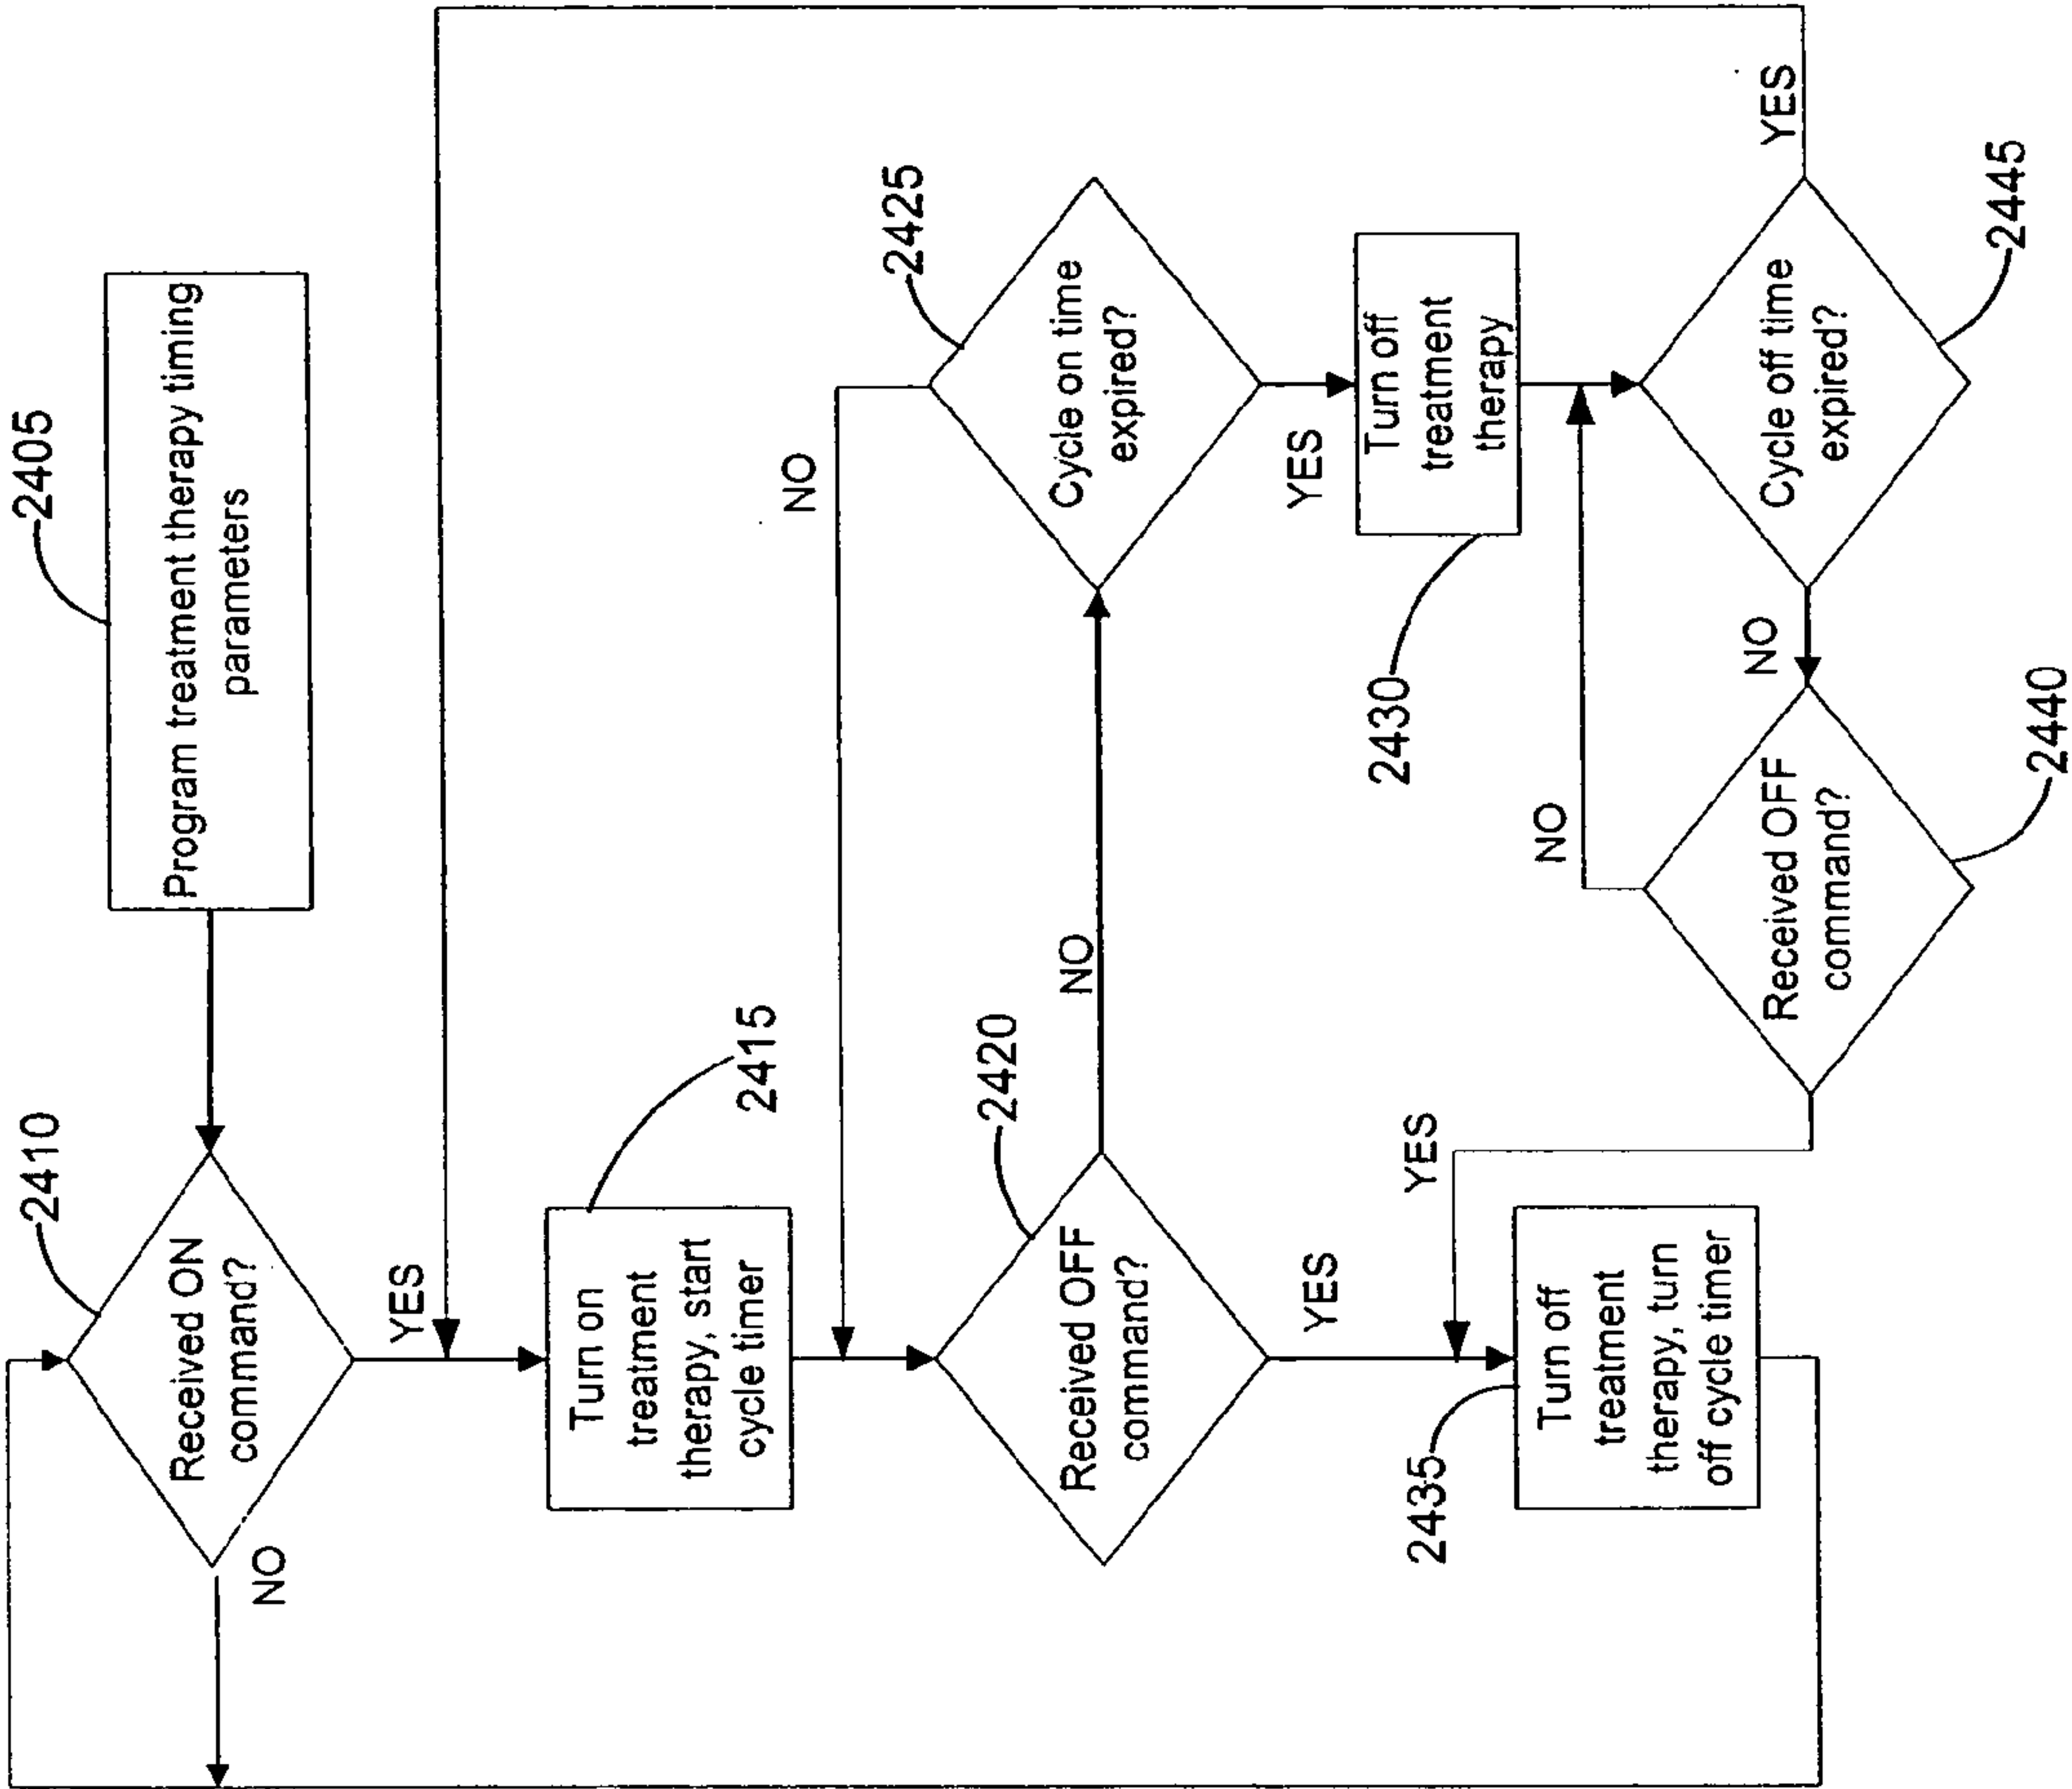 2405
Program treatment therapy timing
parameters
2410
Received ON
command?
NO
YES
2415
Turn on
treatment
therapy, start
cycle timer
2420
Received OFF
command?
NO
YES
2425
Cycle on time
expired?
NO
YES
2430
Turn off
treatment
therapy
2435
Turn off
treatment
therapy, turn
off cycle timer
2440
Received OFF
command?
NO
YES
2445
Cycle off time
expired?
NO
YES